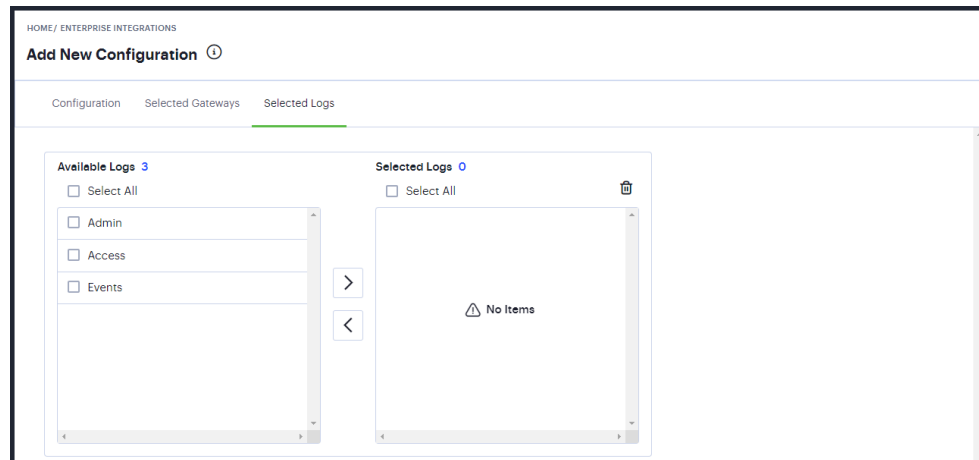 HOME/ ENTERPRISE INTEGRATIONS
Add New Configuration
Configuration Selected Gateways Selected Logs
Available Logs 3
Select All
Admin
Access
Events
Selected Logs 0
Select All
No Items